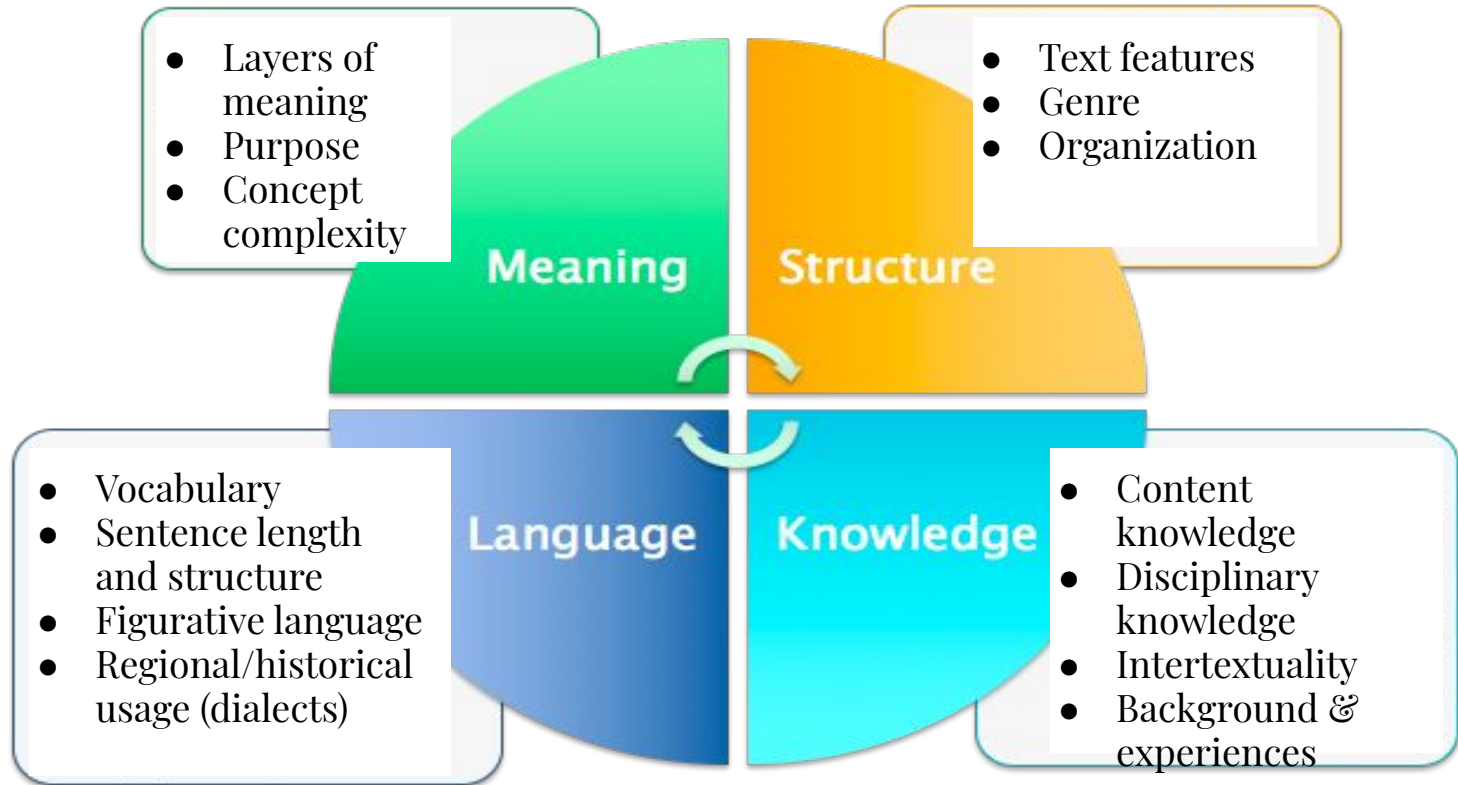 ● Layers of
meaning
● Purpose
● Concept
complexity
Meaning
● Text features
● Genre
● Organization
Structure
● Vocabulary
● Sentence length
and structure
● Figurative language
● Regional/historical
usage (dialects)
Language
Knowledge
● Content
knowledge
● Disciplinary
knowledge
● Intertextuality
● Background &
experiences